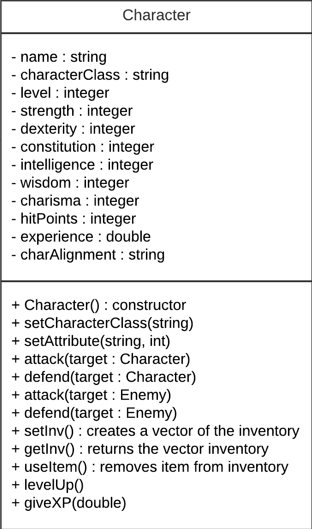 Character
- name : string
- characterClass : string
- level : integer
- strength : integer
- dexterity : integer
- constitution : integer
- intelligence : integer
- wisdom : integer
- charisma : integer
- hitPoints : integer
- experience : double
- charAlignment : string
+ Character() : constructor
+ setCharacterClass(string)
+ setAttribute(string, int)
+ attack(target : Character)
+ defend(target : Character)
+ attack(target : Enemy)
+ defend(target : Enemy)
+ setInv() : creates a vector of the inventory
+ getInv() : returns the vector inventory
+ useItem() : removes item from inventory
+ levelUp()
+ giveXP(double)